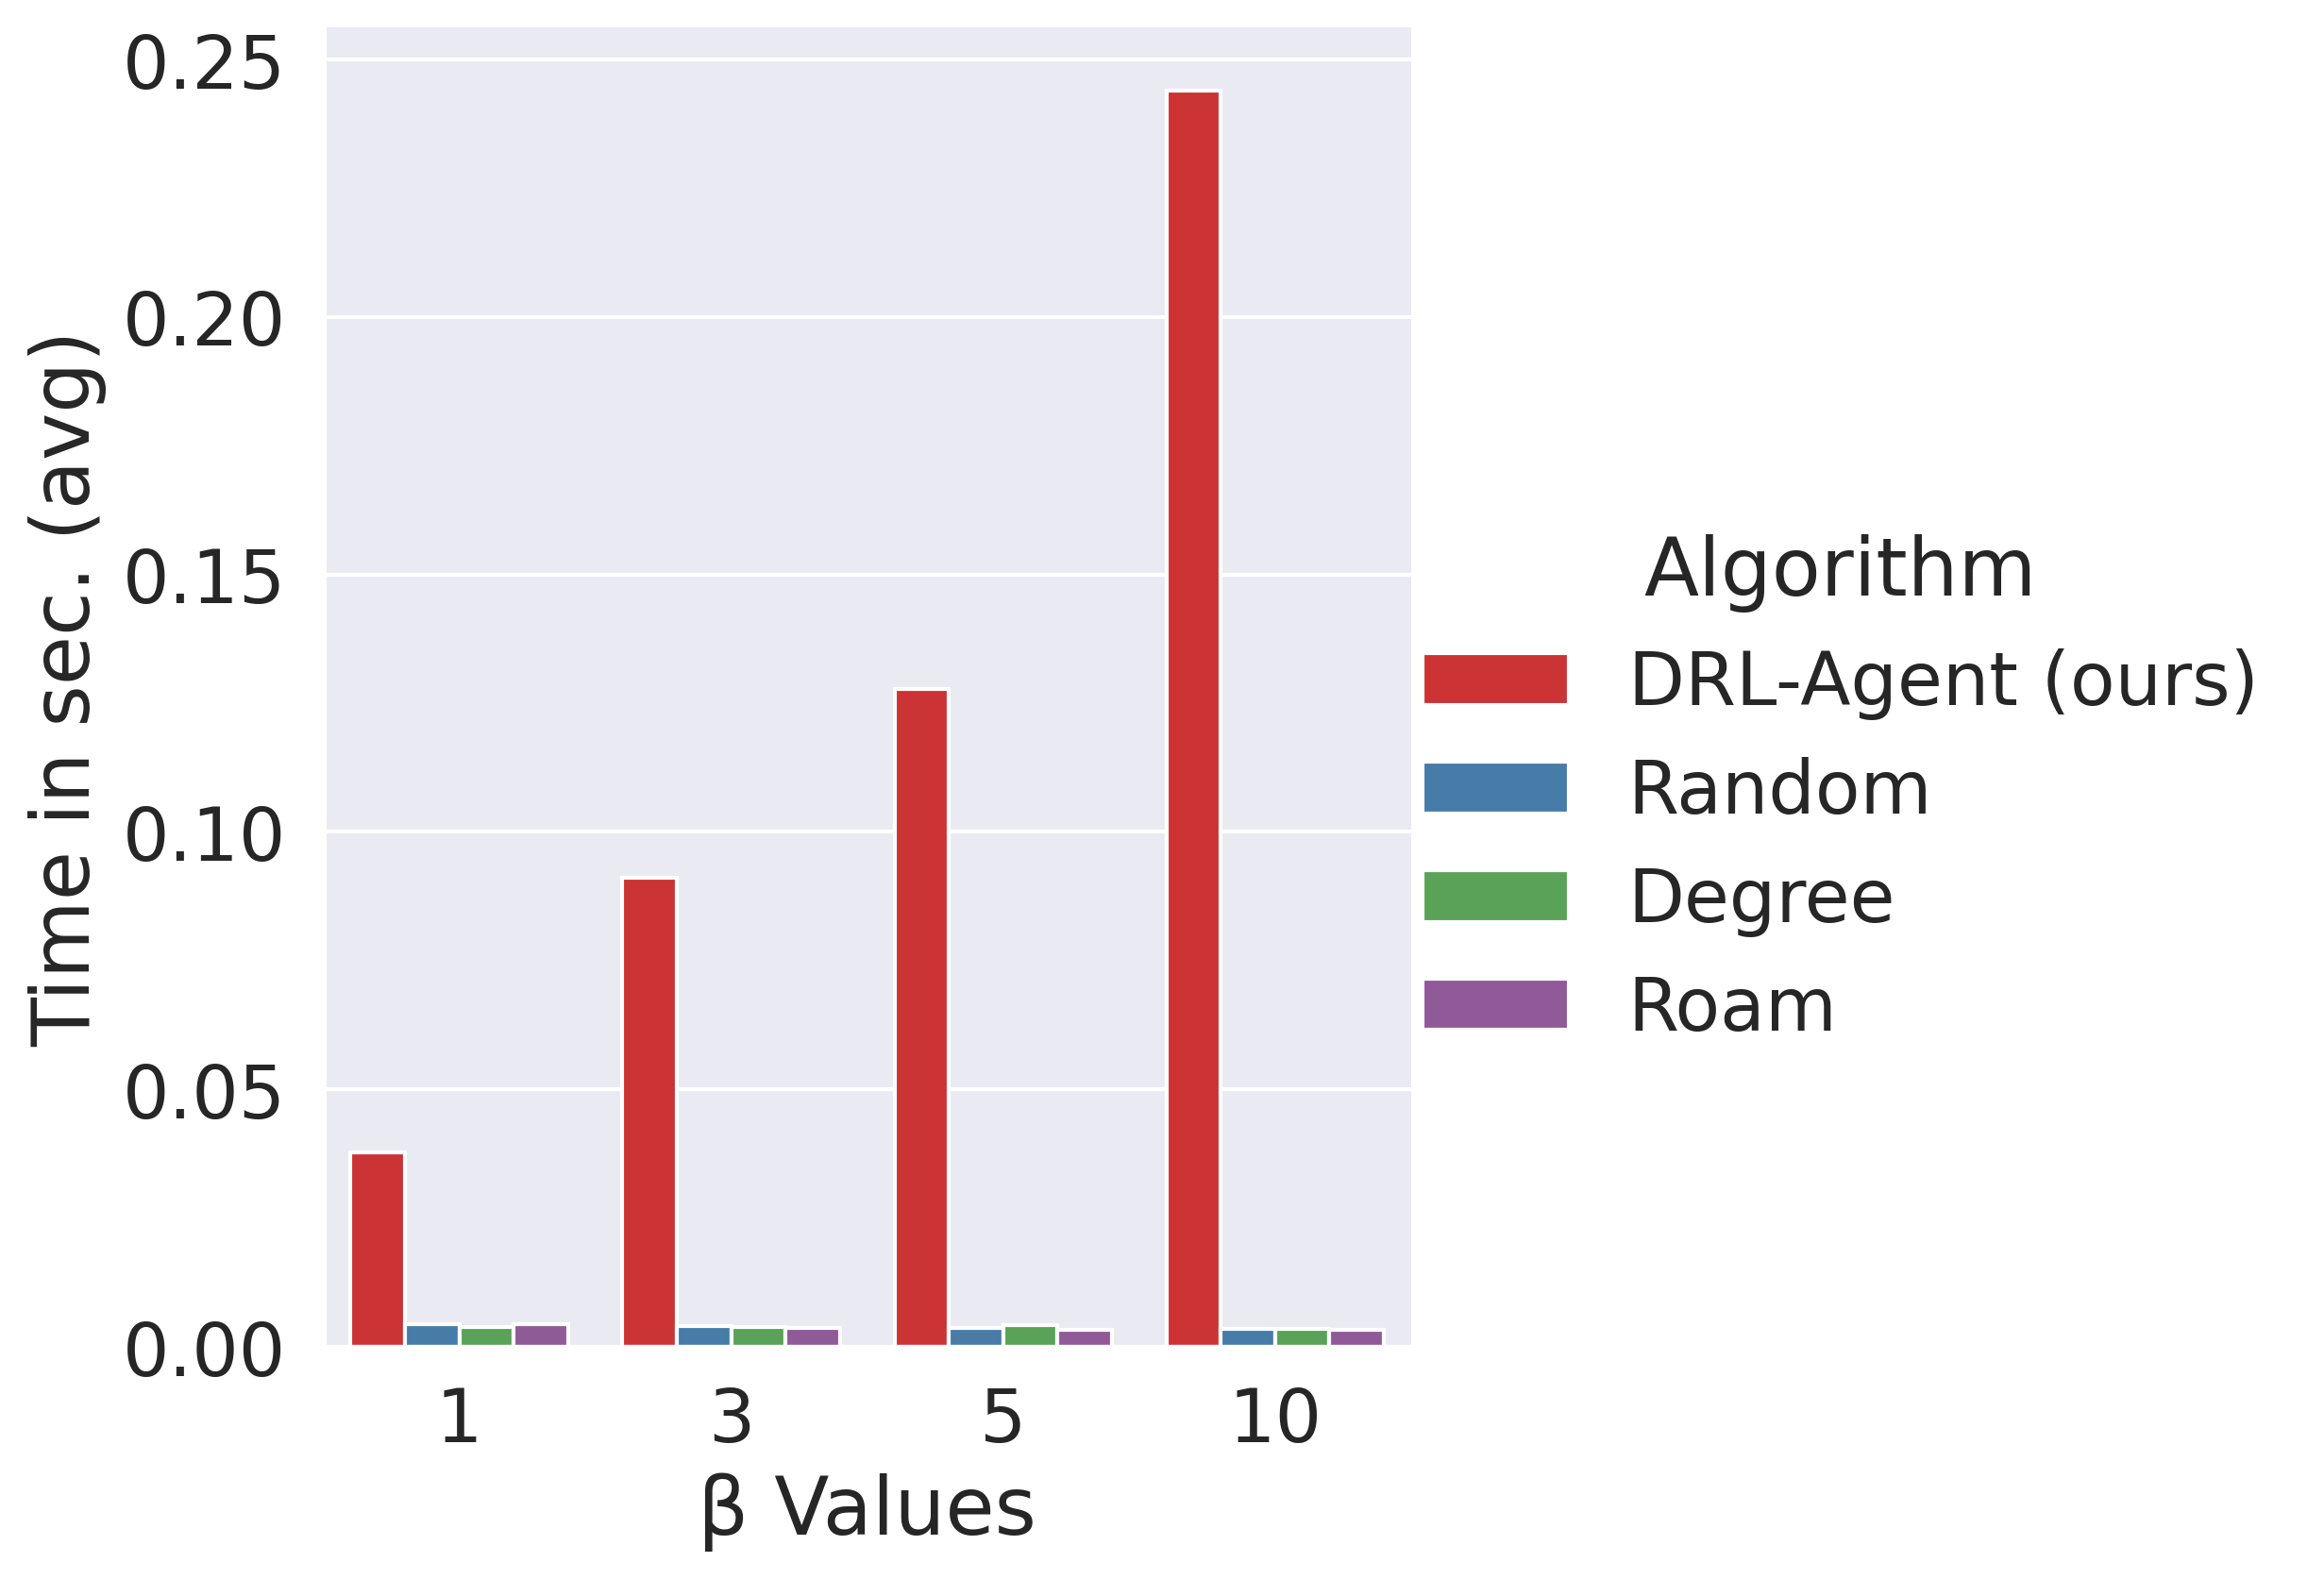 0.25
0.20
0.15
0.10
0.05
0.00
Time in sec. (avg)
1 3 5 10
β Values
Algorithm
DRL-Agent (ours)
Random
Degree
Roam